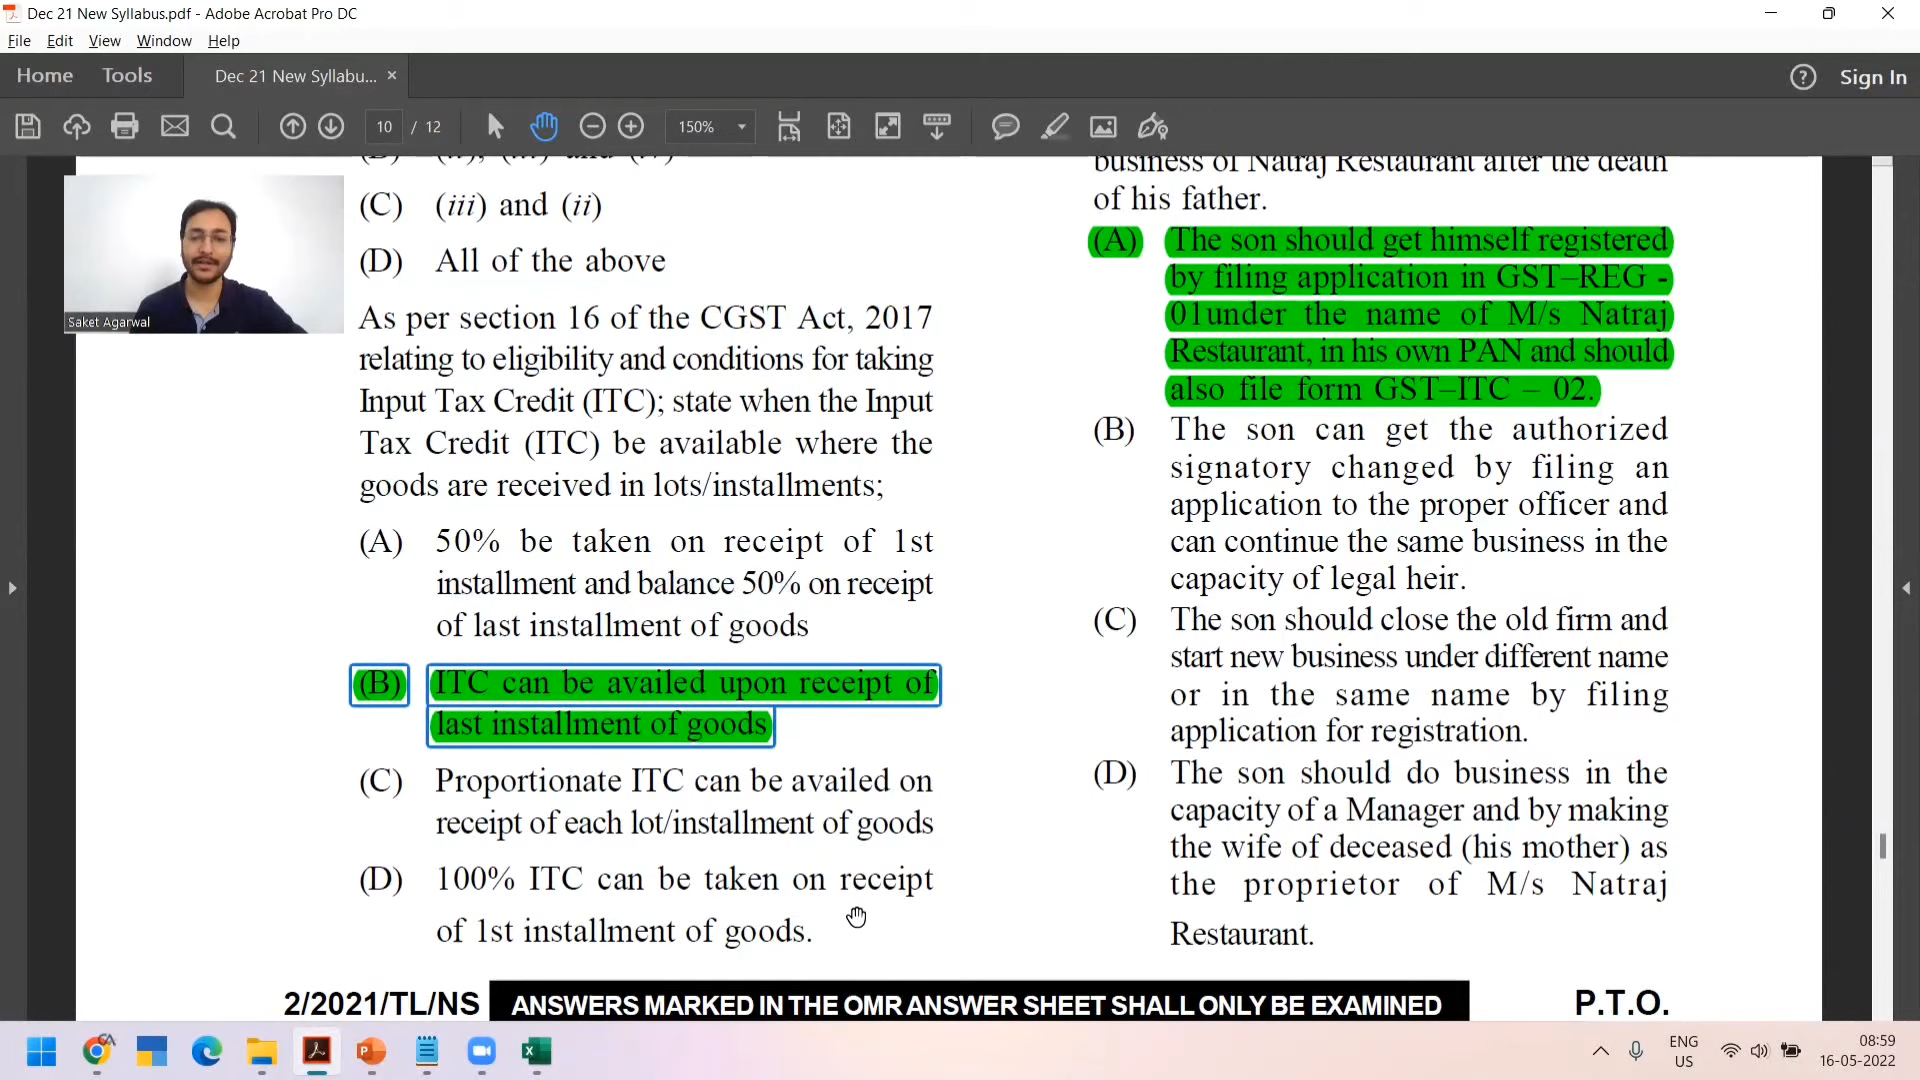 Dec 21 New Syllabus.pdf - Adobe Acrobat Pro DC
File Edit View Window Help
Home Tools Dec 21 New Syllabu... × ? Sign In
10 / 12 150%
(B) (ii), (iii) and (iv)
(C) (iii) and (ii)
(D) All of the above
Saket Agarwal
As per section 16 of the CGST Act, 2017
relating to eligibility and conditions for taking
Input Tax Credit (ITC); state when the Input
Tax Credit (ITC) be available where the
goods are received in lots/installments;
(A) 50% be taken on receipt of 1st
installment and balance 50% on receipt
of last installment of goods
(B) ITC can be availed upon receipt of
last installment of goods
(C) Proportionate ITC can be availed on
receipt of each lot/installment of goods
(D) 100% ITC can be taken on receipt
of 1st installment of goods.
business of Natraj Restaurant after the death
of his father.
(A) The son should get himself registered
by filing application in GST–REG -
01under the name of M/s Natraj
Restaurant, in his own PAN and should
also file form GST–ITC – 02.
(B) The son can get the authorized
signatory changed by filing an
application to the proper officer and
can continue the same business in the
capacity of legal heir.
(C) The son should close the old firm and
start new business under different name
or in the same name by filing
application for registration.
(D) The son should do business in the
capacity of a Manager and by making
the wife of deceased (his mother) as
the proprietor of M/s Natraj
Restaurant.
2/2021/TL/NS ANSWERS MARKED IN THE OMR ANSWER SHEET SHALL ONLY BE EXAMINED P.T.O.
ENG
US
08:59
16-05-2022